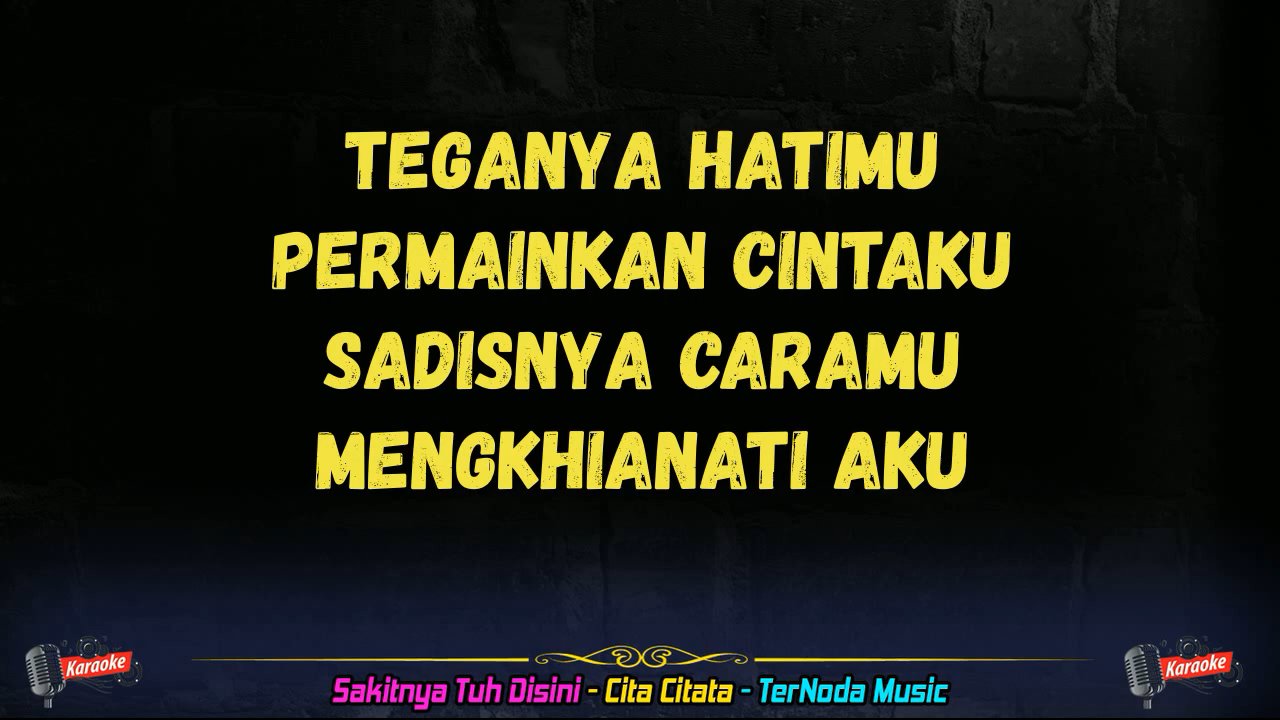 TEGANYA HATIMU
PERMAINKAN CINTAKU
SADISNYA CARAMU
MENGKHIANATI AKU
Karaoke
Karaoke
Sakitnya Tuh Disini - Cita Citata - TerNoda Music